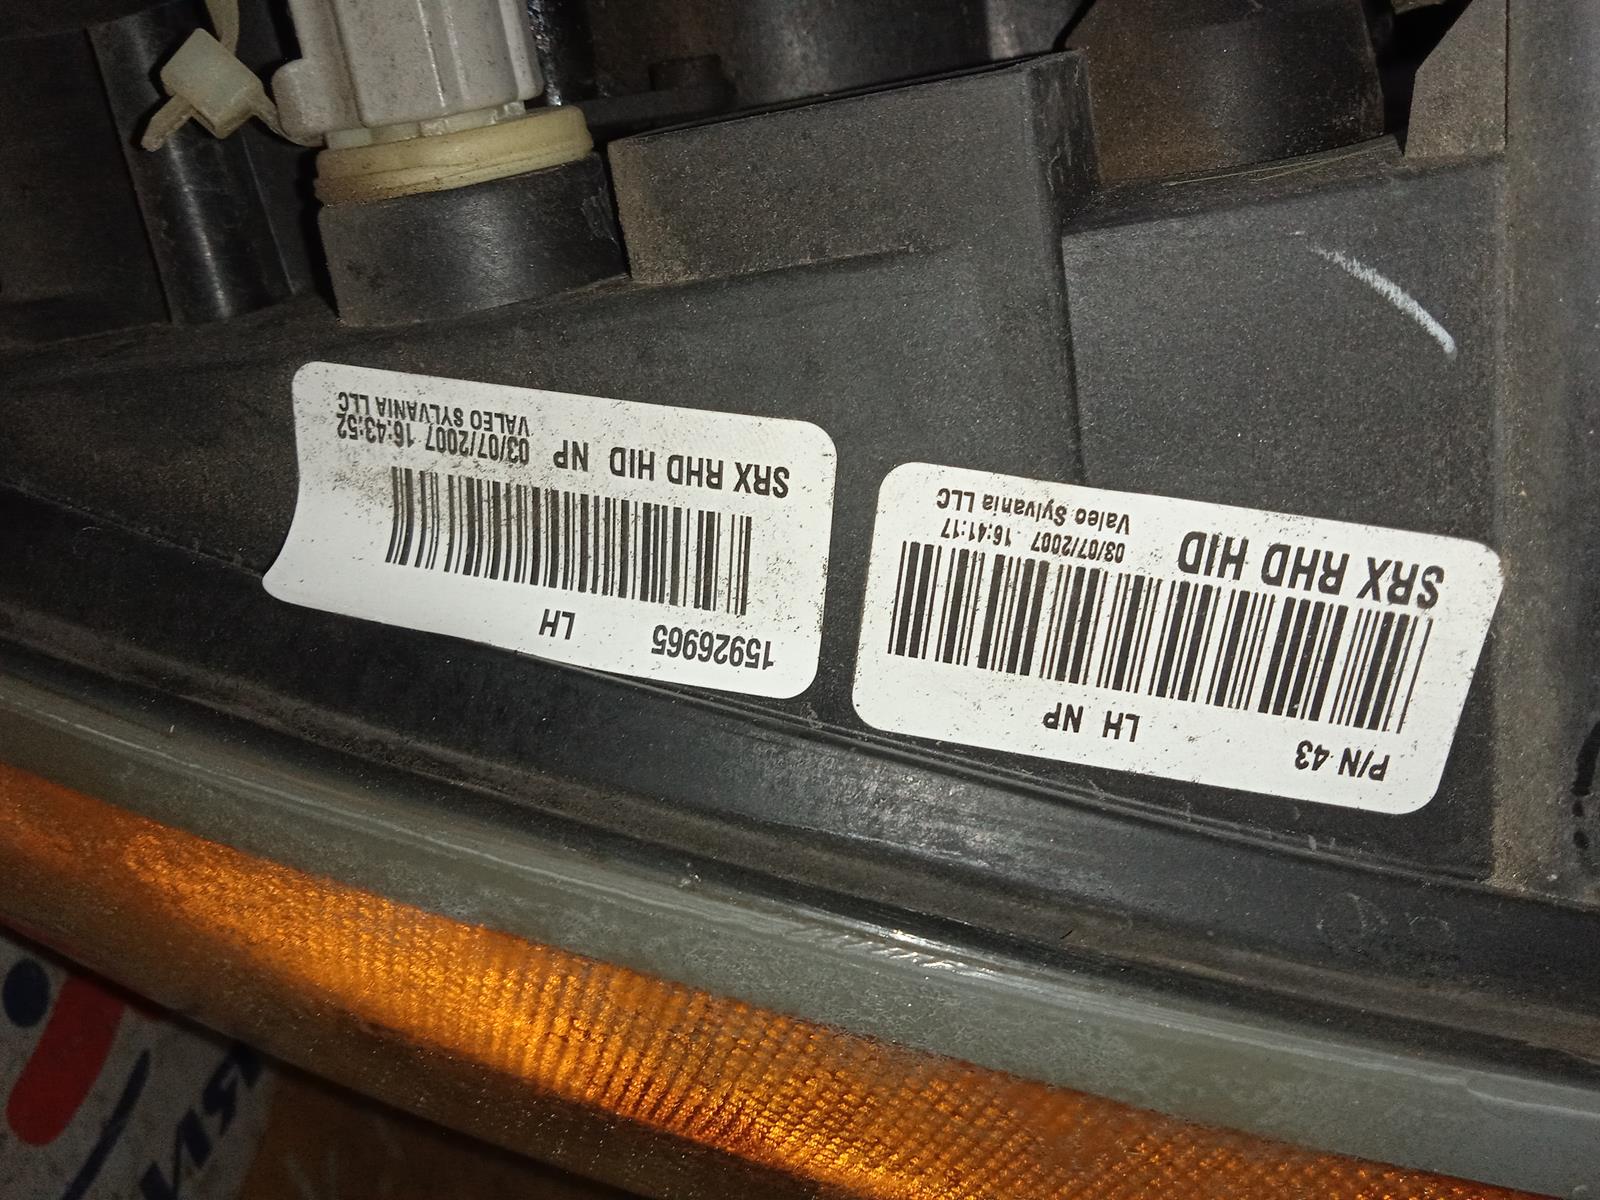 15926965 LH
SRX RHD HID NP 03/07/2007 16:43:52
VALEO SYLVANIA LLC
P/N 43 LH NP
SRX RHD HID 03/07/2007 16:41:17
Valeo Sylvania LLC